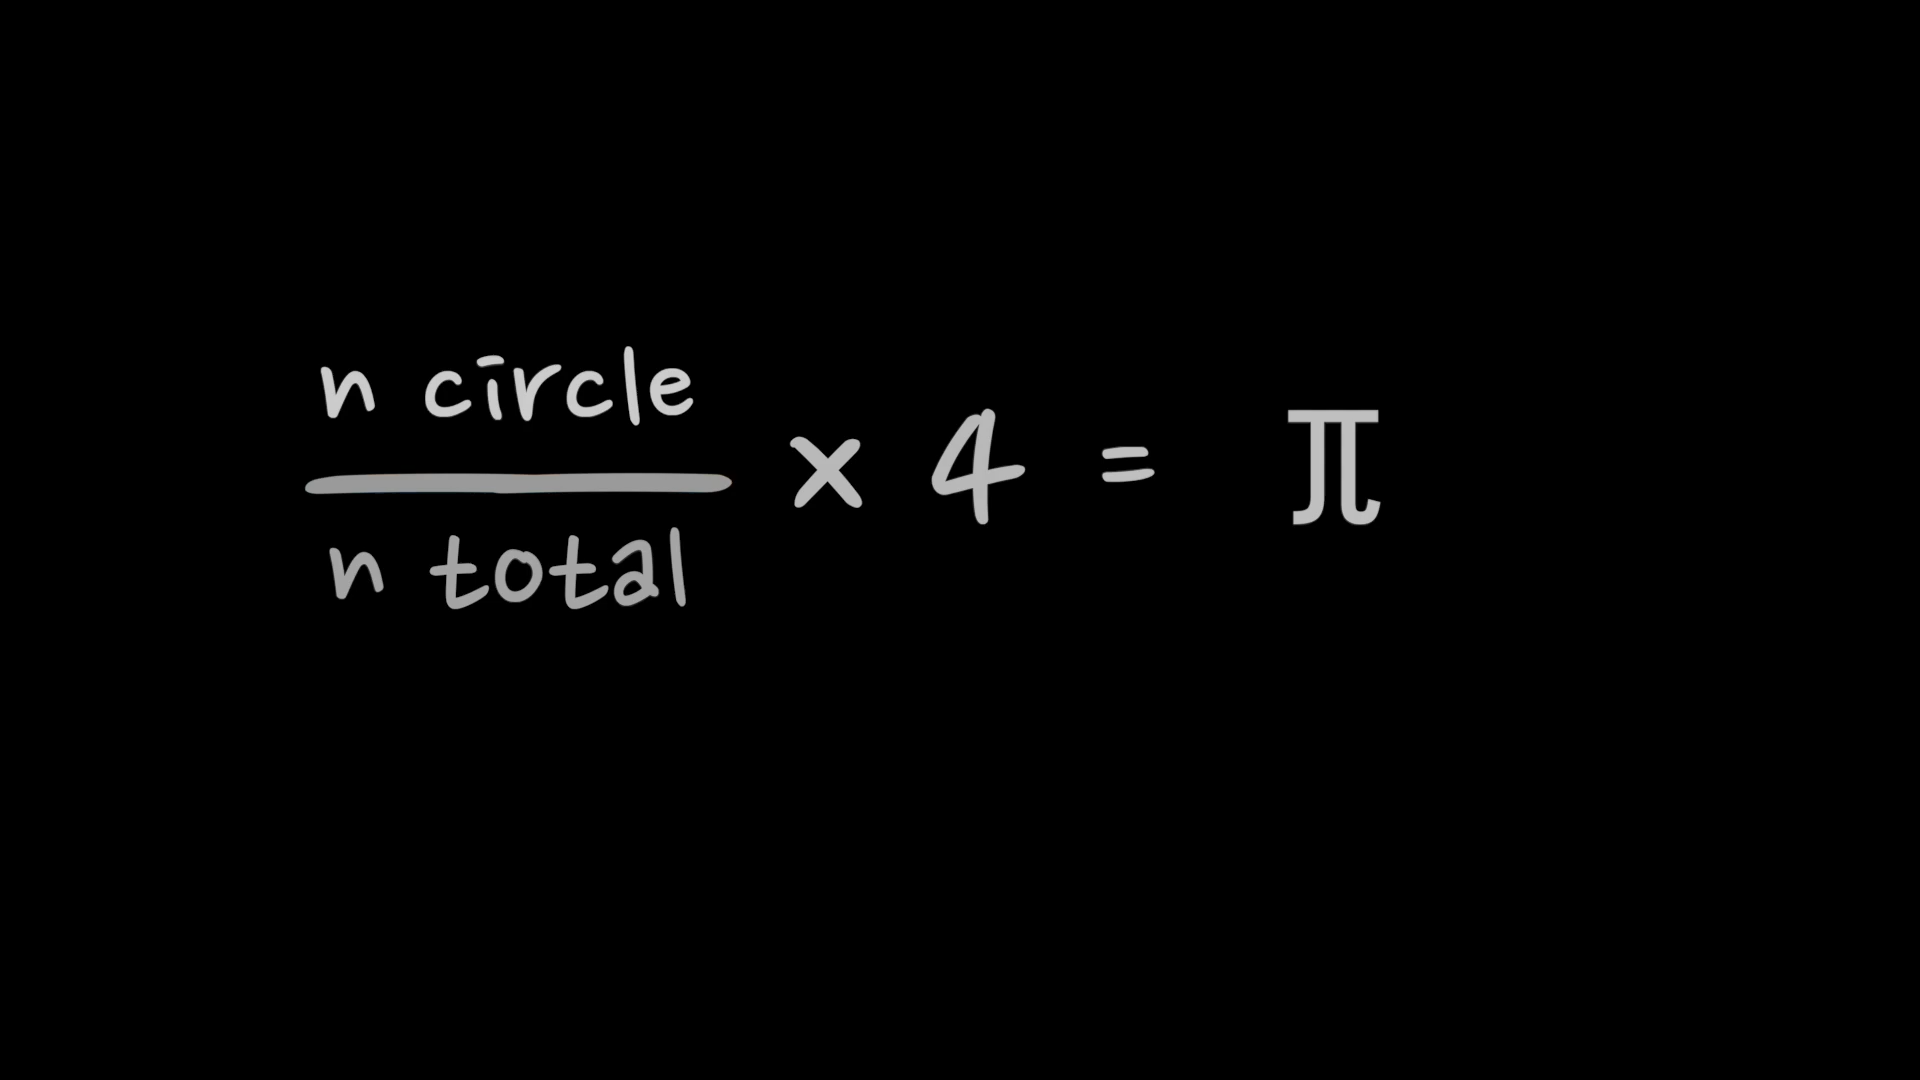 n circle
n total
× 4 = π